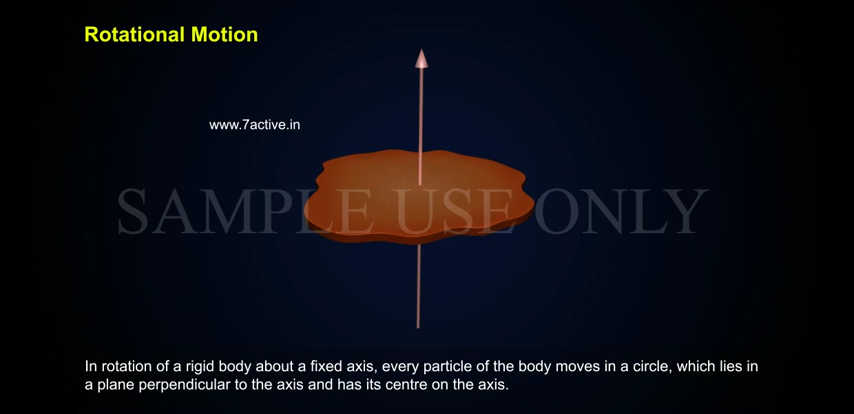 Rotational Motion
www.7active.in
SAMPLE USE ONLY
In rotation of a rigid body about a fixed axis, every particle of the body moves in a circle, which lies in
a plane perpendicular to the axis and has its centre on the axis.